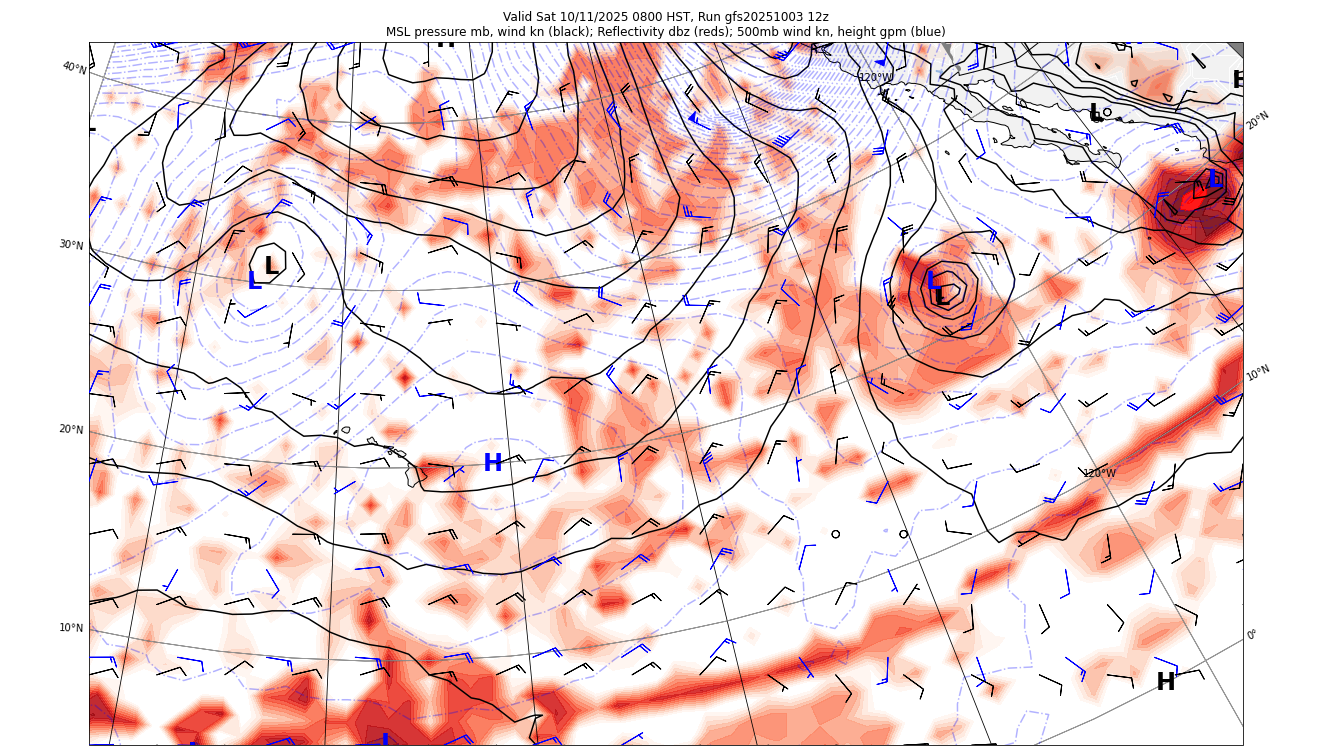 Valid Sat 10/11/2025 0800 HST, Run gfs20251003 12z
MSL pressure mb, wind kn (black); Reflectivity dbz (reds); 500mb wind kn, height gpm (blue)
H
40°N
120°W
H
L
20°N
L
30°N
L
L
L
L
10°N
20°N
H
120°W
10°N
0°
H
L